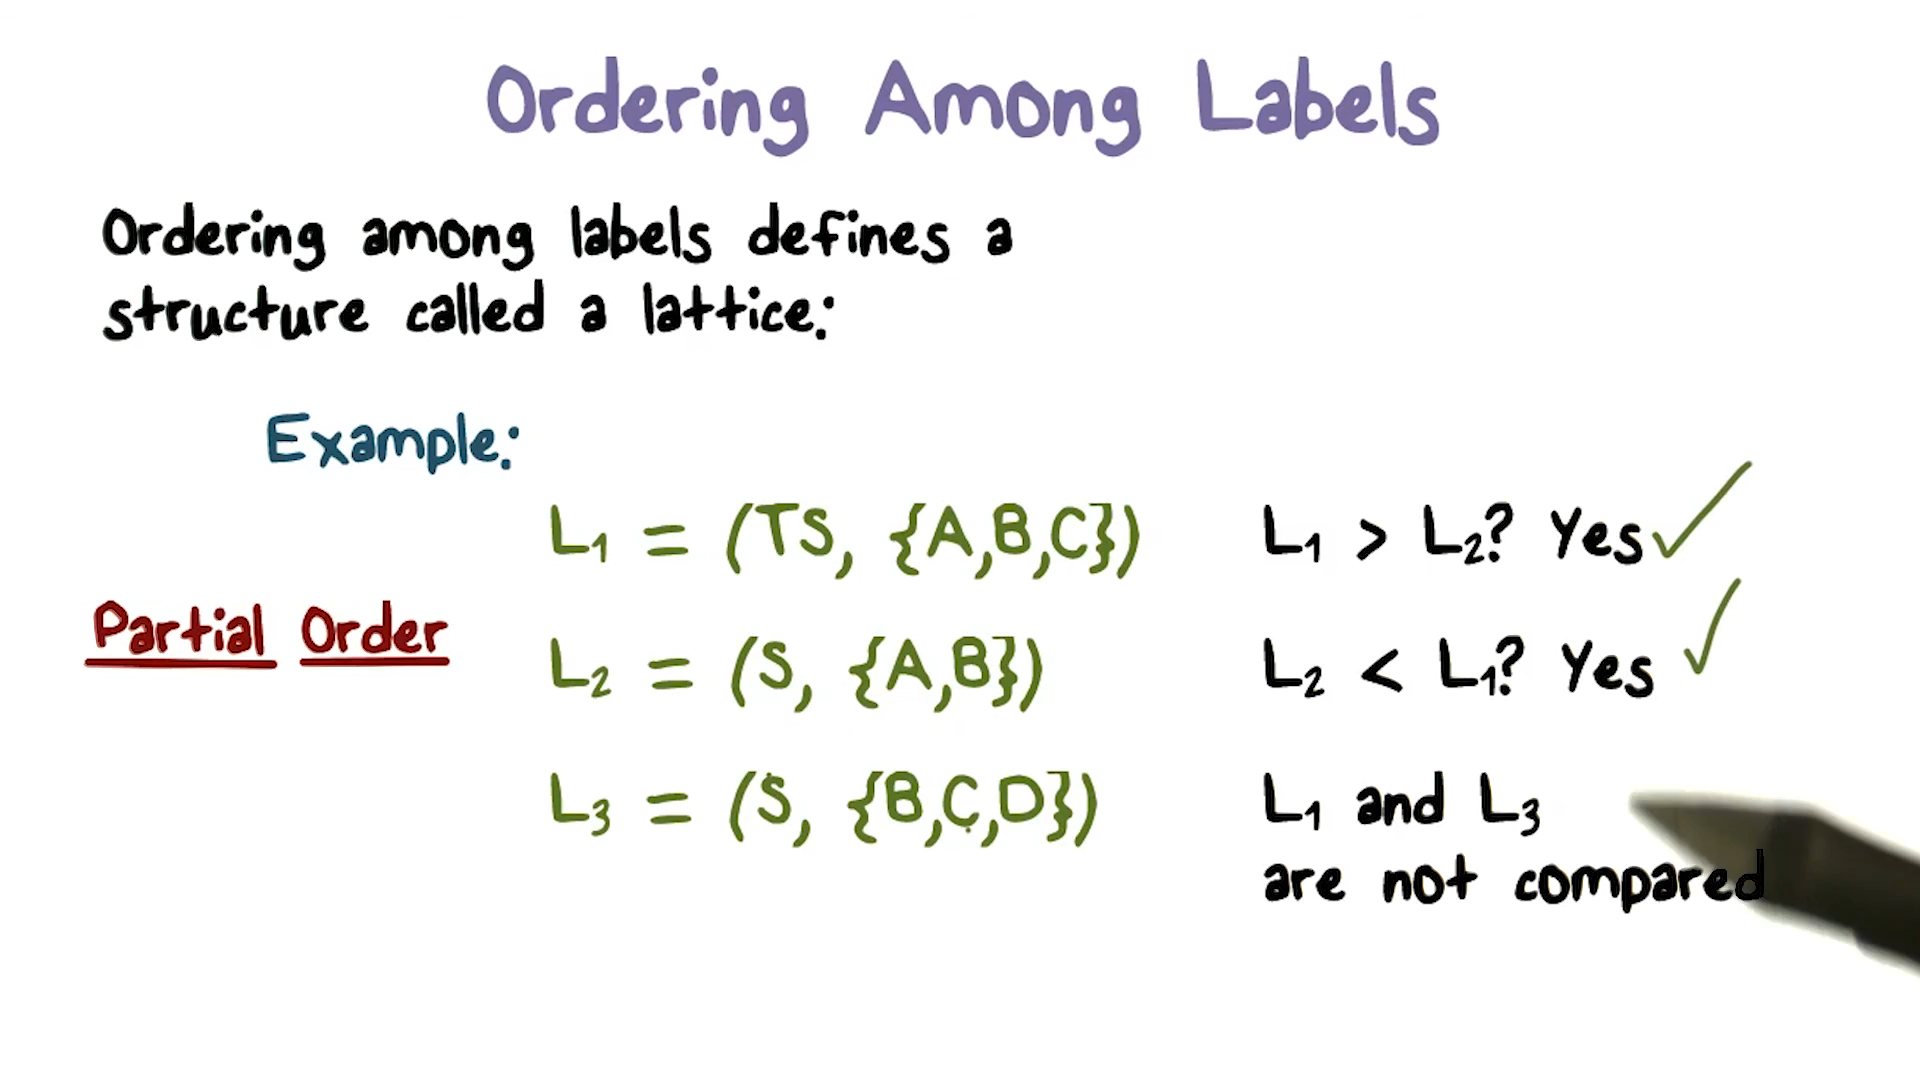 Ordering Among Labels
Ordering among labels defines a
structure called a lattice:
Example:
L₁ = (TS, {A,B,C}) L₁ > L₂? Yes✓
Partial Order
L₂ = (S, {A,B}) L₂ < L₁? Yes ✓
L₃ = (S, {B,C,D}) L₁ and L₃
are not compared